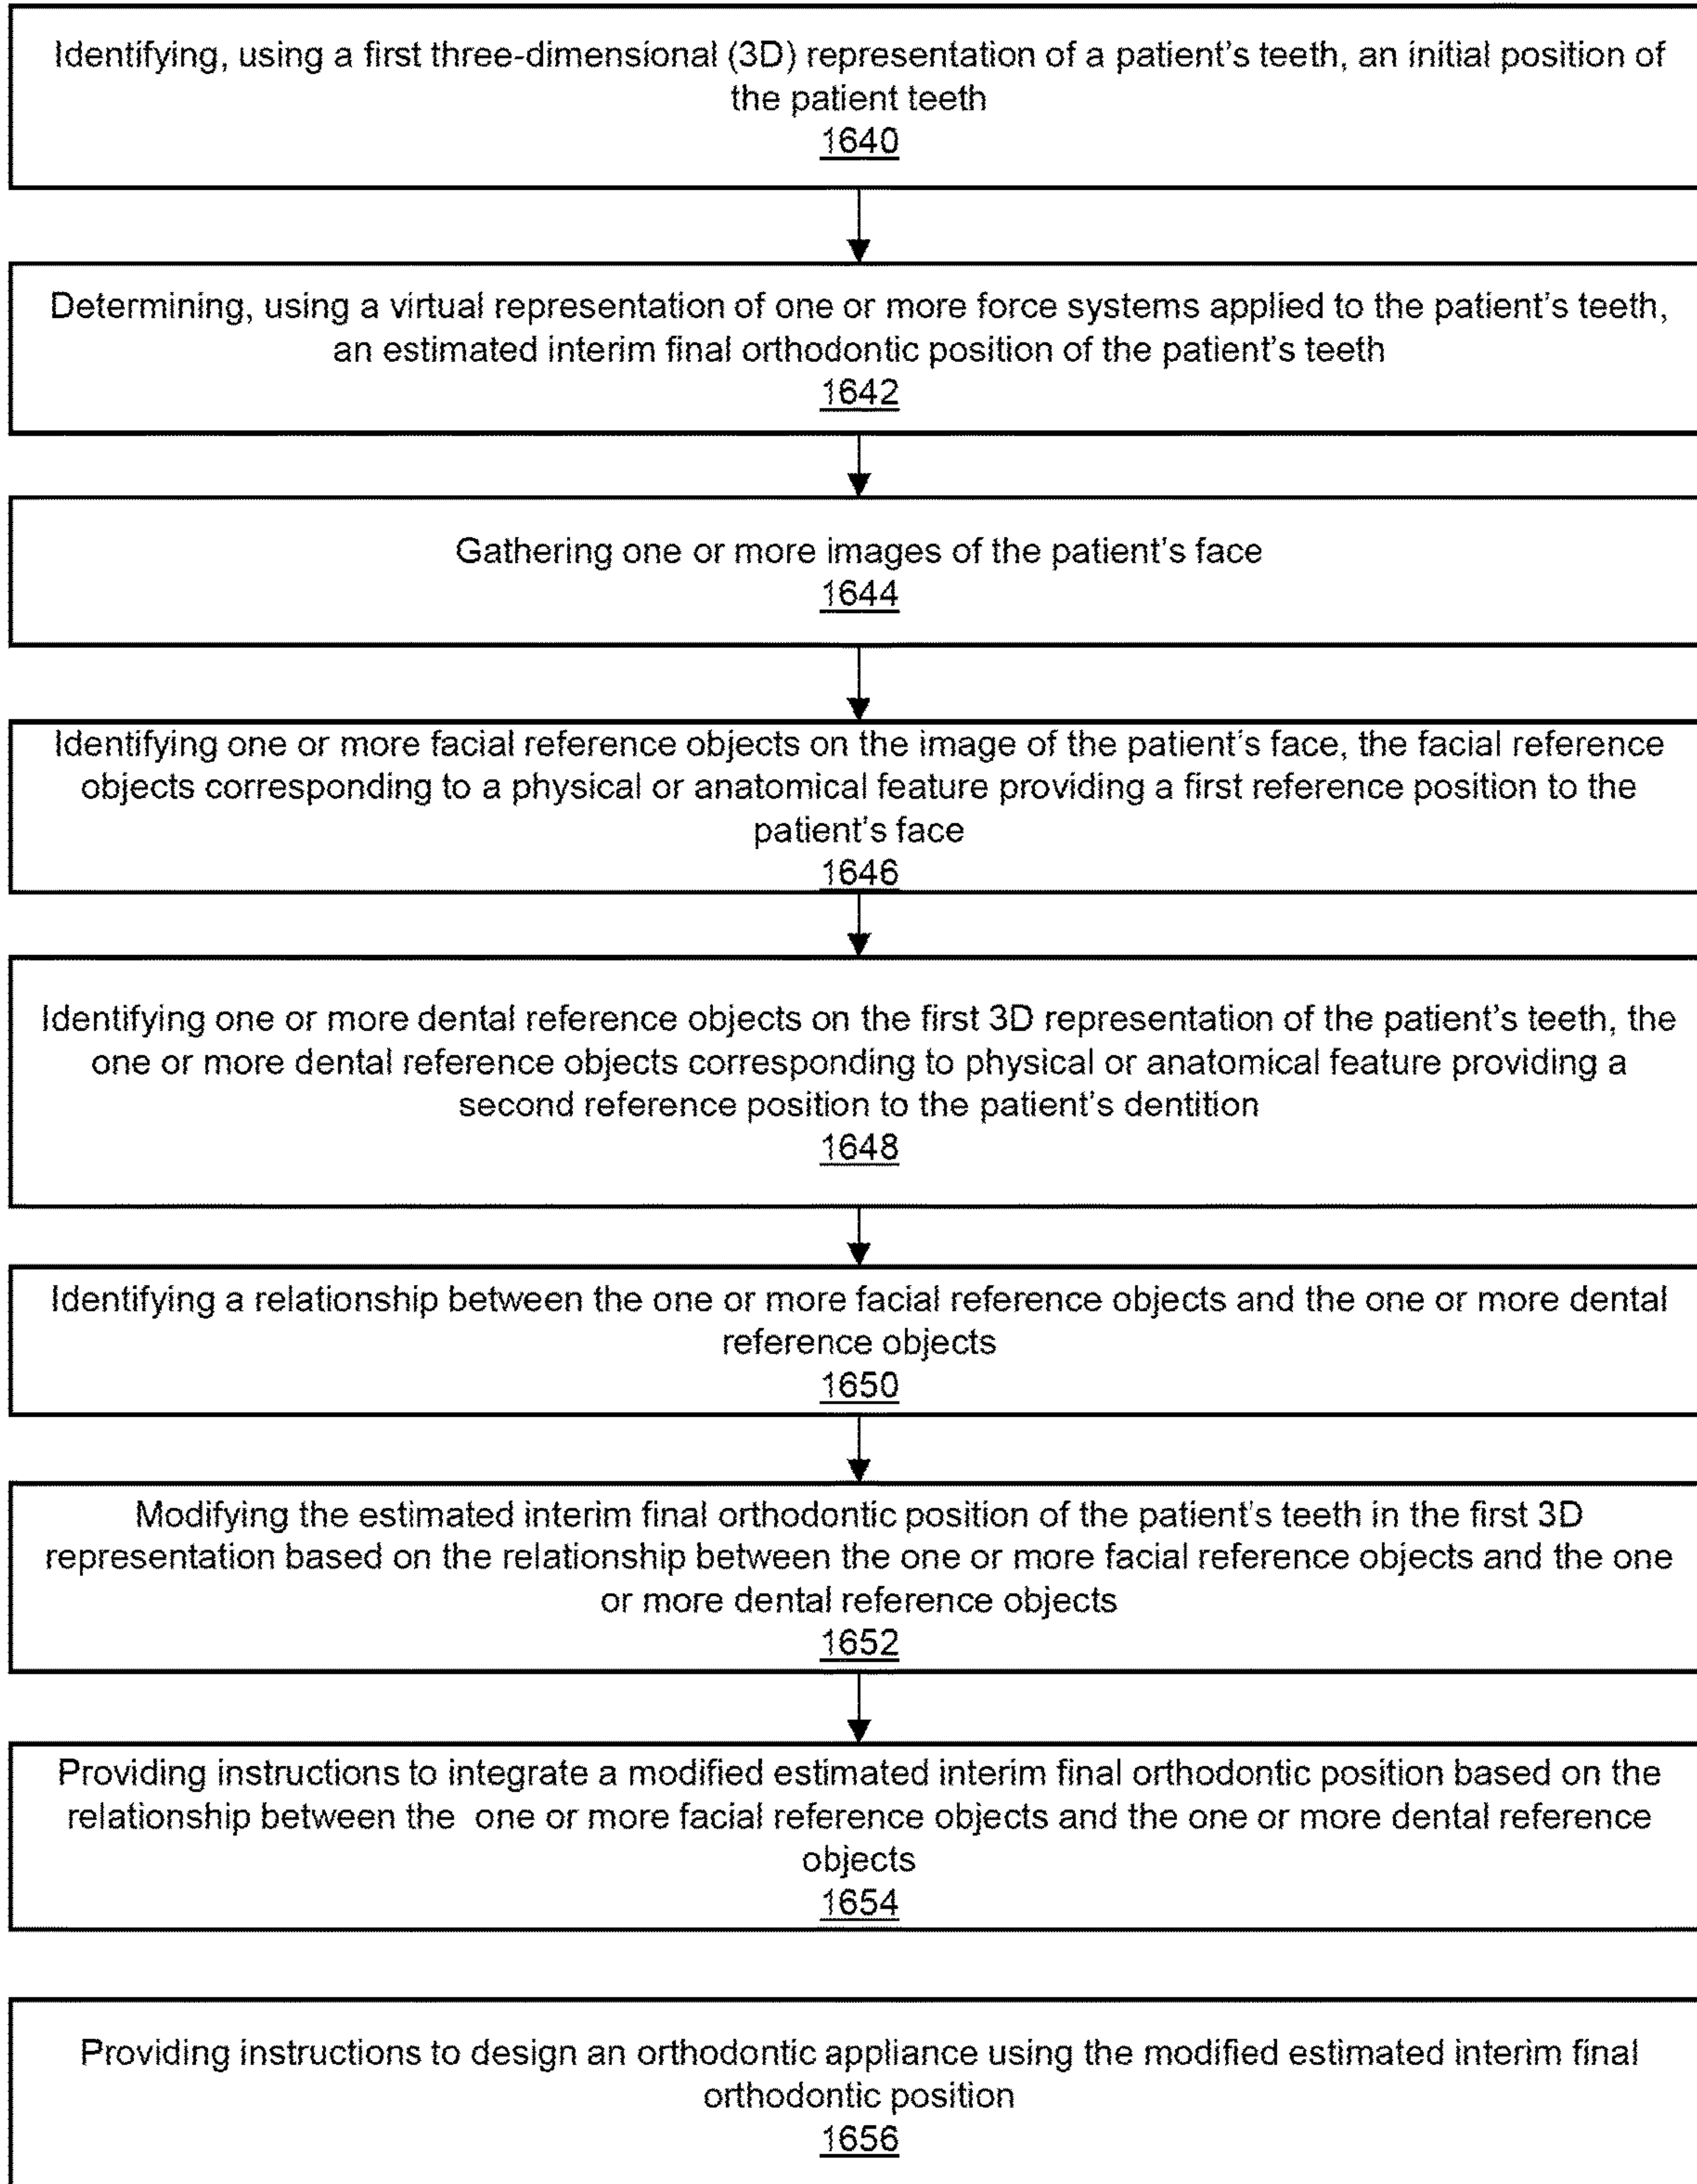 Identifying, using a first three-dimensional (3D) representation of a patient's teeth, an initial position of
the patient teeth
1640
Determining, using a virtual representation of one or more force systems applied to the patient's teeth,
an estimated interim final orthodontic position of the patient's teeth
1642
Gathering one or more images of the patient's face
1644
Identifying one or more facial reference objects on the image of the patient's face, the facial reference
objects corresponding to a physical or anatomical feature providing a first reference position to the
patient's face
1646
Identifying one or more dental reference objects on the first 3D representation of the patient's teeth, the
one or more dental reference objects corresponding to physical or anatomical feature providing a
second reference position to the patient's dentition
1648
Identifying a relationship between the one or more facial reference objects and the one or more dental
reference objects
1650
Modifying the estimated interim final orthodontic position of the patient's teeth in the first 3D
representation based on the relationship between the one or more facial reference objects and the one
or more dental reference objects
1652
Providing instructions to integrate a modified estimated interim final orthodontic position based on the
relationship between the one or more facial reference objects and the one or more dental reference
objects
1654
Providing instructions to design an orthodontic appliance using the modified estimated interim final
orthodontic position
1656